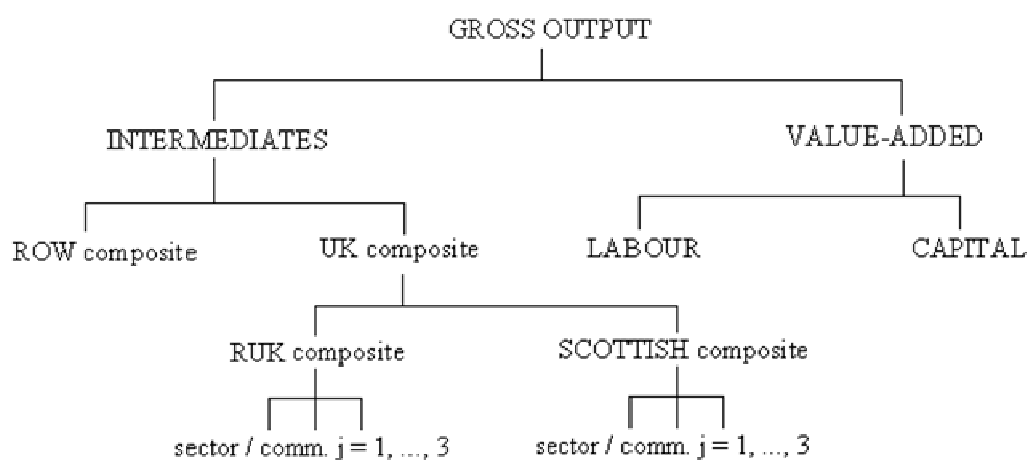 GROSS OUTPUT
INTERMEDIATES
VALUE-ADDED
ROW composite
UK composite
LABOUR
CAPITAL
RUK composite
SCOTTISH composite
sector / comm. j = 1, ..., 3
sector / comm. j = 1, ..., 3